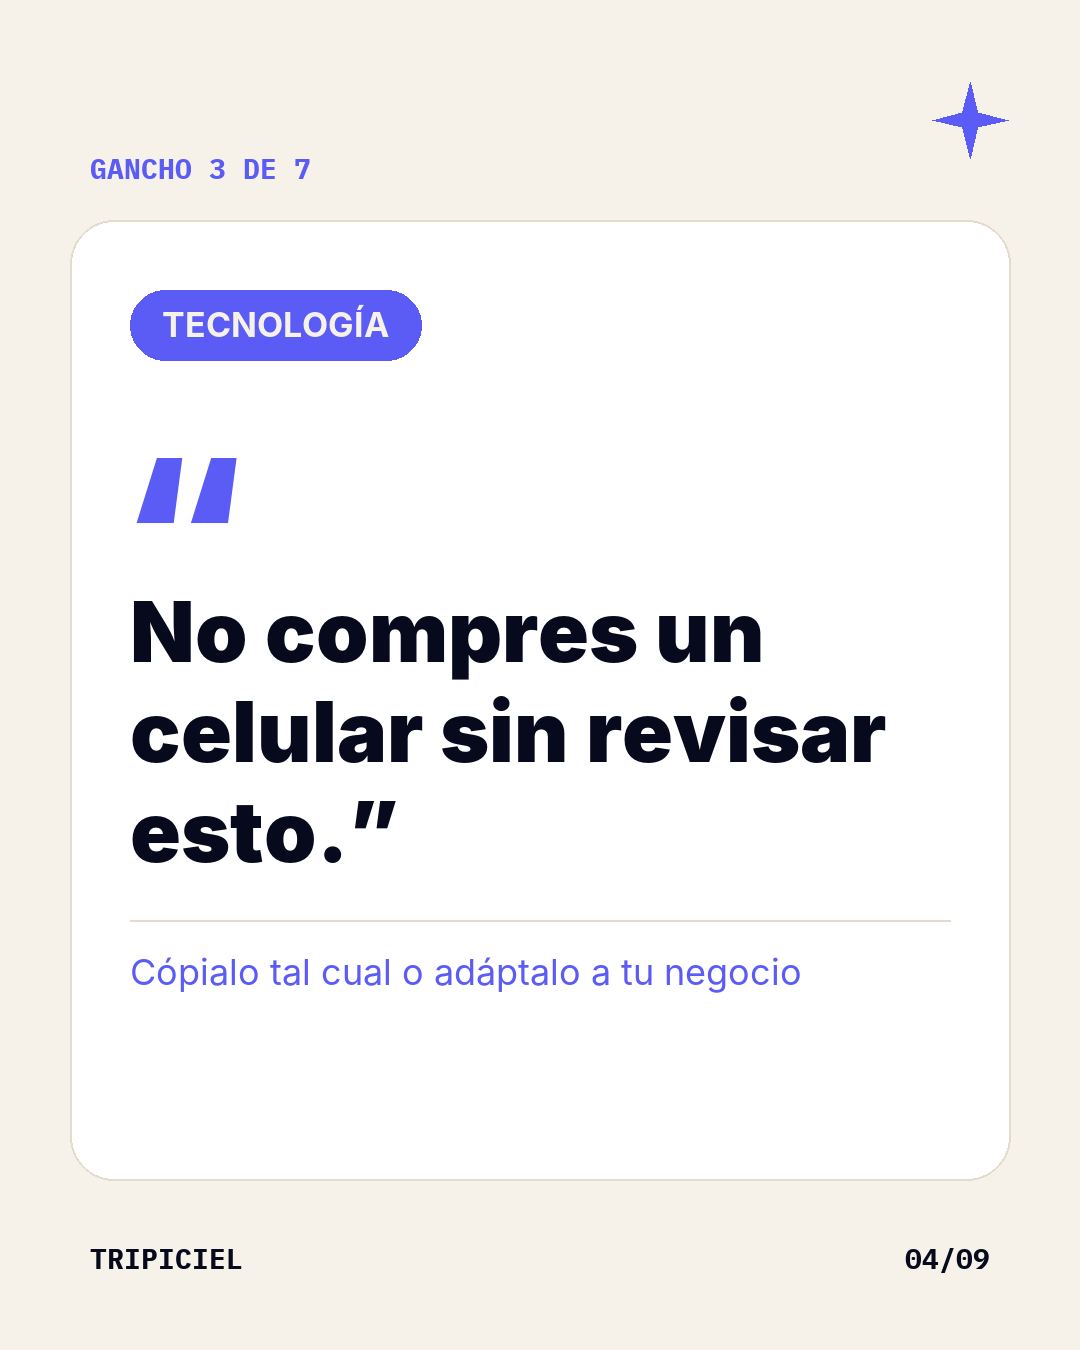 GANCHO 3 DE 7
TECNOLOGÍA
“
No compres un
celular sin revisar
esto.”
Cópialo tal cual o adáptalo a tu negocio
TRIPICIEL
04/09